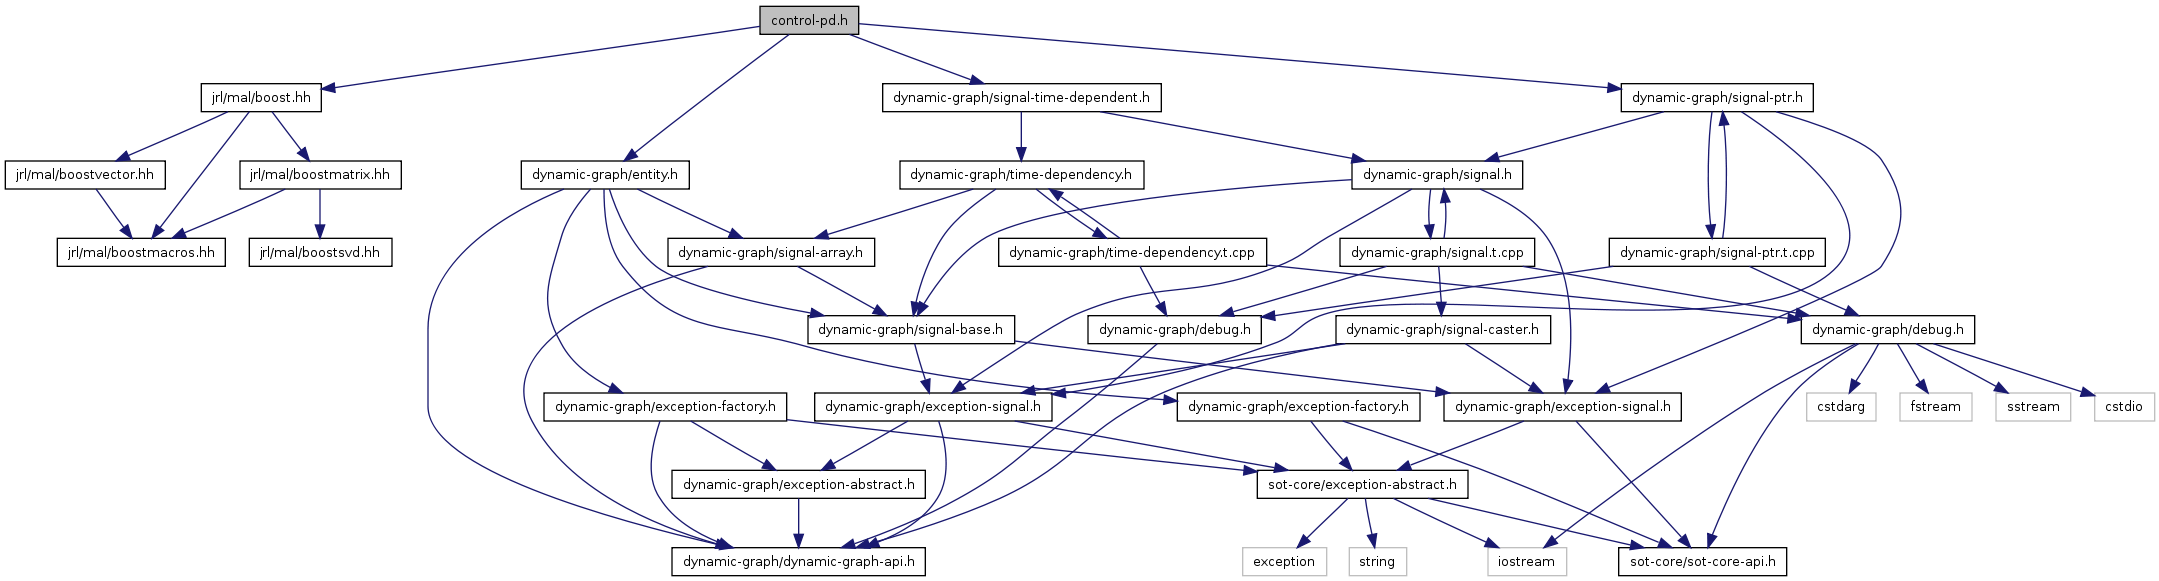 control-pd.h
jrl/mal/boost.hh
dynamic-graph/signal-time-dependent.h
dynamic-graph/signal-ptr.h
jrl/mal/boostvector.hh
jrl/mal/boostmatrix.hh
dynamic-graph/entity.h
dynamic-graph/time-dependency.h
dynamic-graph/signal.h
jrl/mal/boostmacros.hh
jrl/mal/boostsvd.hh
dynamic-graph/signal-array.h
dynamic-graph/time-dependency.t.cpp
dynamic-graph/signal.t.cpp
dynamic-graph/signal-ptr.t.cpp
dynamic-graph/signal-base.h
dynamic-graph/debug.h
dynamic-graph/signal-caster.h
dynamic-graph/debug.h
dynamic-graph/exception-factory.h
dynamic-graph/exception-signal.h
dynamic-graph/exception-factory.h
dynamic-graph/exception-signal.h
cstdarg
fstream
sstream
cstdio
dynamic-graph/exception-abstract.h
sot-core/exception-abstract.h
dynamic-graph/dynamic-graph-api.h
exception
string
iostream
sot-core/sot-core-api.h